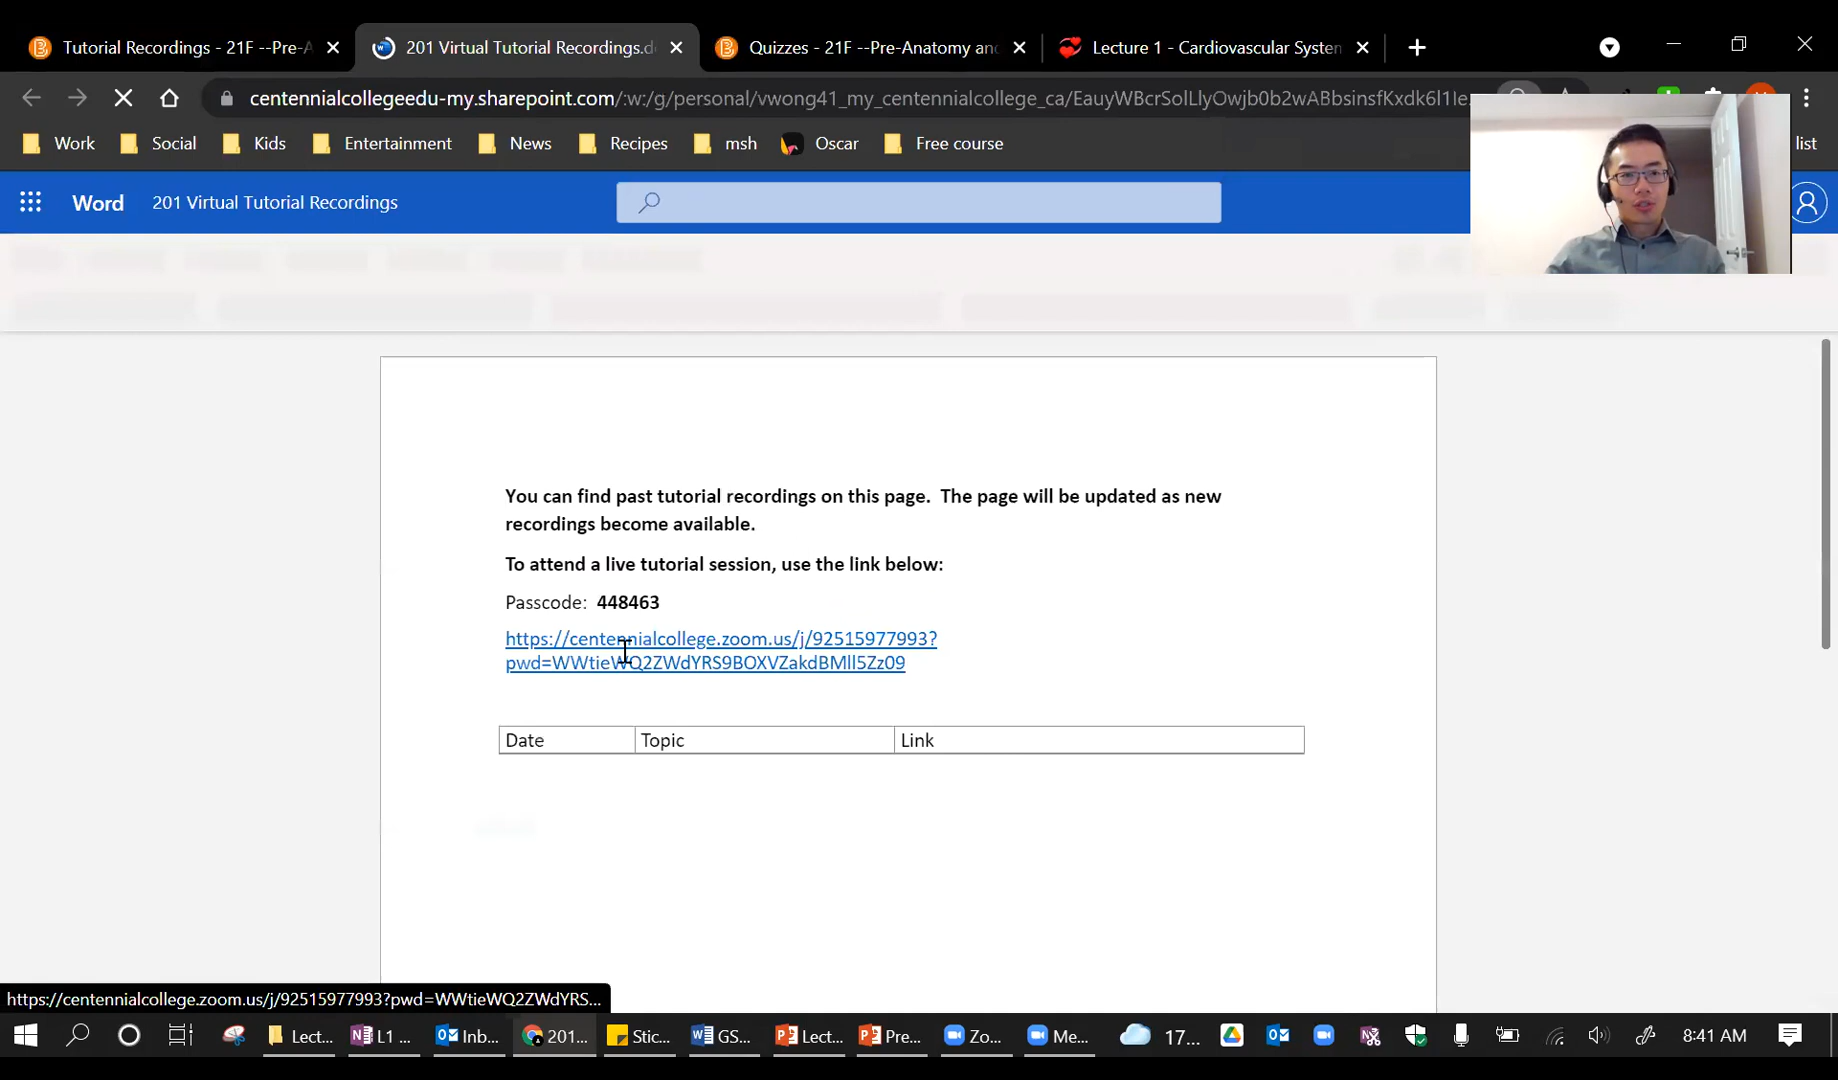 Tutorial Recordings - 21F --Pre-A
201 Virtual Tutorial Recordings.d
Quizzes - 21F --Pre-Anatomy an
Lecture 1 - Cardiovascular System
centennialcollegeedu-my.sharepoint.com/:w:/g/personal/vwong41_my_centennialcollege_ca/EauyWBcrSolLlyOwjb0b2wABbsinsfKxdk6l1Ie...
Work
Social
Kids
Entertainment
News
Recipes
msh
Oscar
Free course
list
Word
201 Virtual Tutorial Recordings
You can find past tutorial recordings on this page. The page will be updated as new
recordings become available.
To attend a live tutorial session, use the link below:
Passcode: 448463
https://centennialcollege.zoom.us/j/92515977993?
pwd=WWtieWQ2ZWdYRS9BOXVZakdBMll5Zz09
Date Topic Link
https://centennialcollege.zoom.us/j/92515977993?pwd=WWtieWQ2ZWdYRS...
Lect...
L1 ...
Inb...
201...
Stic...
GS...
Lect...
Pre...
Zo...
Me...
17...
8:41 AM